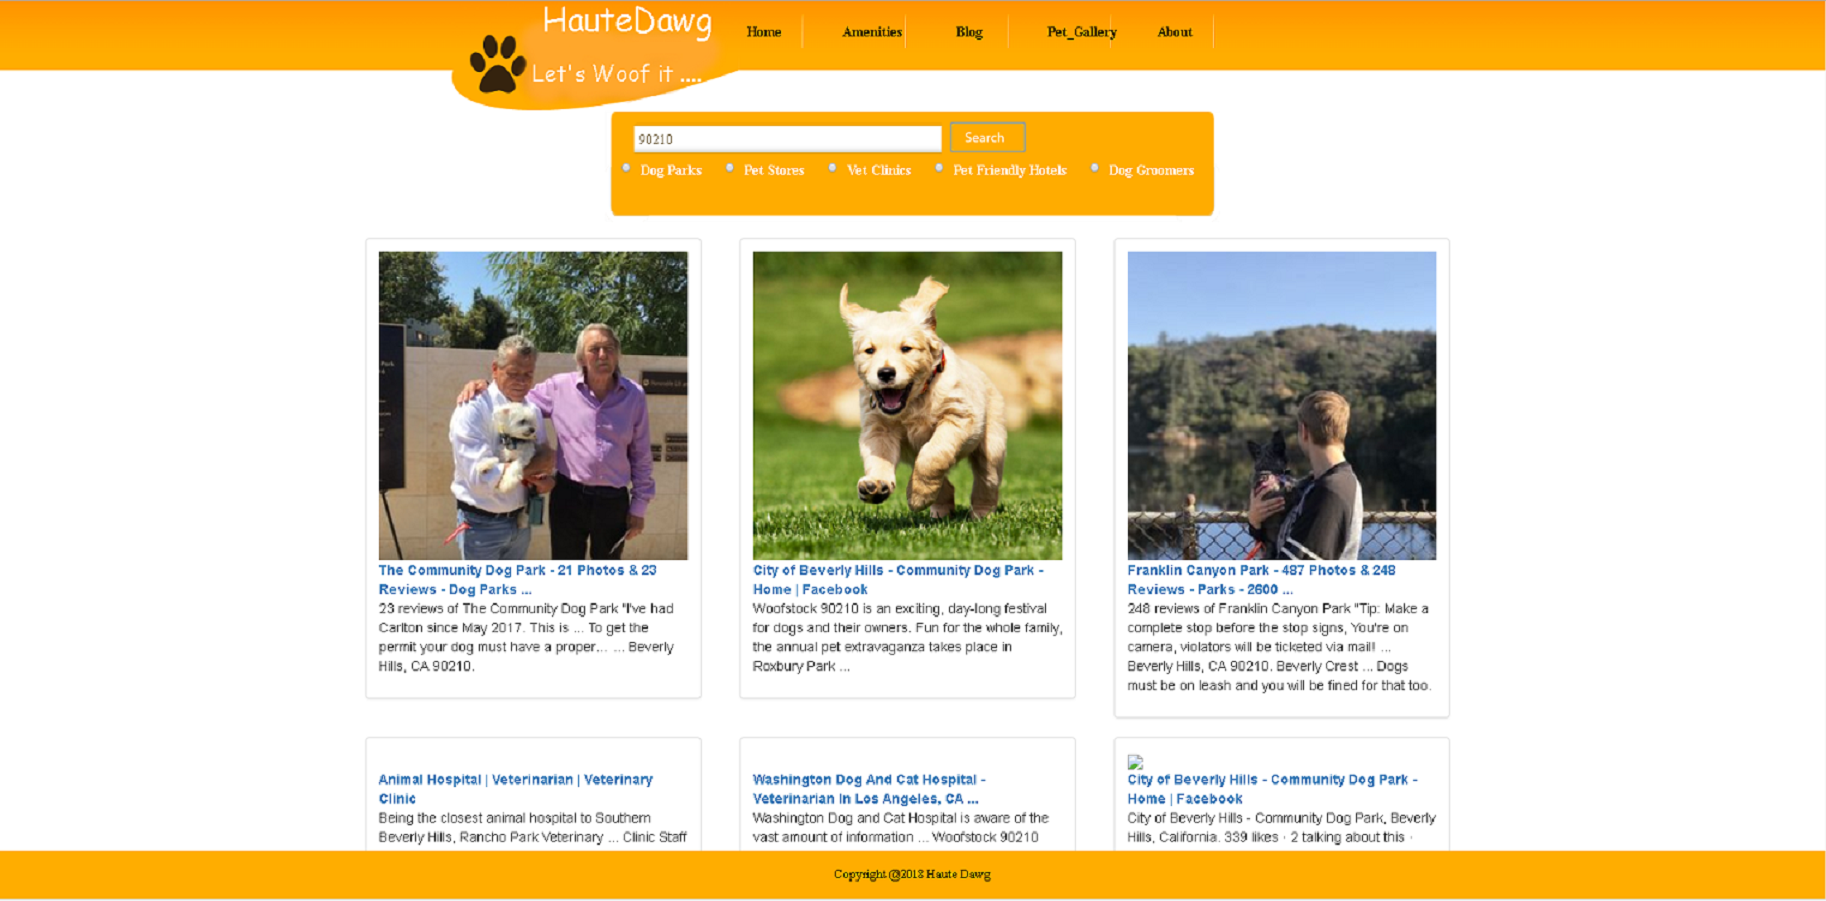 HauteDawg
Let's Woof it ....
Home Amenities Blog Pet_Gallery About
90210 Search
Dog Parks Pet Stores Vet Clinics Pet Friendly Hotels Dog Groomers
The Community Dog Park - 21 Photos & 23
Reviews - Dog Parks ...
23 reviews of The Community Dog Park "I've had
Carlton since May 2017. This is ... To get the
permit your dog must have a proper... ... Beverly
Hills, CA 90210.
City of Beverly Hills - Community Dog Park -
Home | Facebook
Woofstock 90210 is an exciting, day-long festival
for dogs and their owners. Fun for the whole family,
the annual pet extravaganza takes place in
Roxbury Park ...
Franklin Canyon Park - 487 Photos & 248
Reviews - Parks - 2600 ...
248 reviews of Franklin Canyon Park "Tip: Make a
complete stop before the stop signs, You're on
camera, violators will be ticketed via mail! ...
Beverly Hills, CA 90210. Beverly Crest ... Dogs
must be on leash and you will be fined for that too.
Animal Hospital | Veterinarian | Veterinary
Clinic
Being the closest animal hospital to Southern
Beverly Hills, Rancho Park Veterinary ... Clinic Staff
Washington Dog And Cat Hospital -
Veterinarian In Los Angeles, CA ...
Washington Dog and Cat Hospital is aware of the
vast amount of information ... Woofstock 90210
City of Beverly Hills - Community Dog Park -
Home | Facebook
City of Beverly Hills - Community Dog Park, Beverly
Hills, California. 339 likes · 2 talking about this ·
Copyright @2018 Haute Dawg